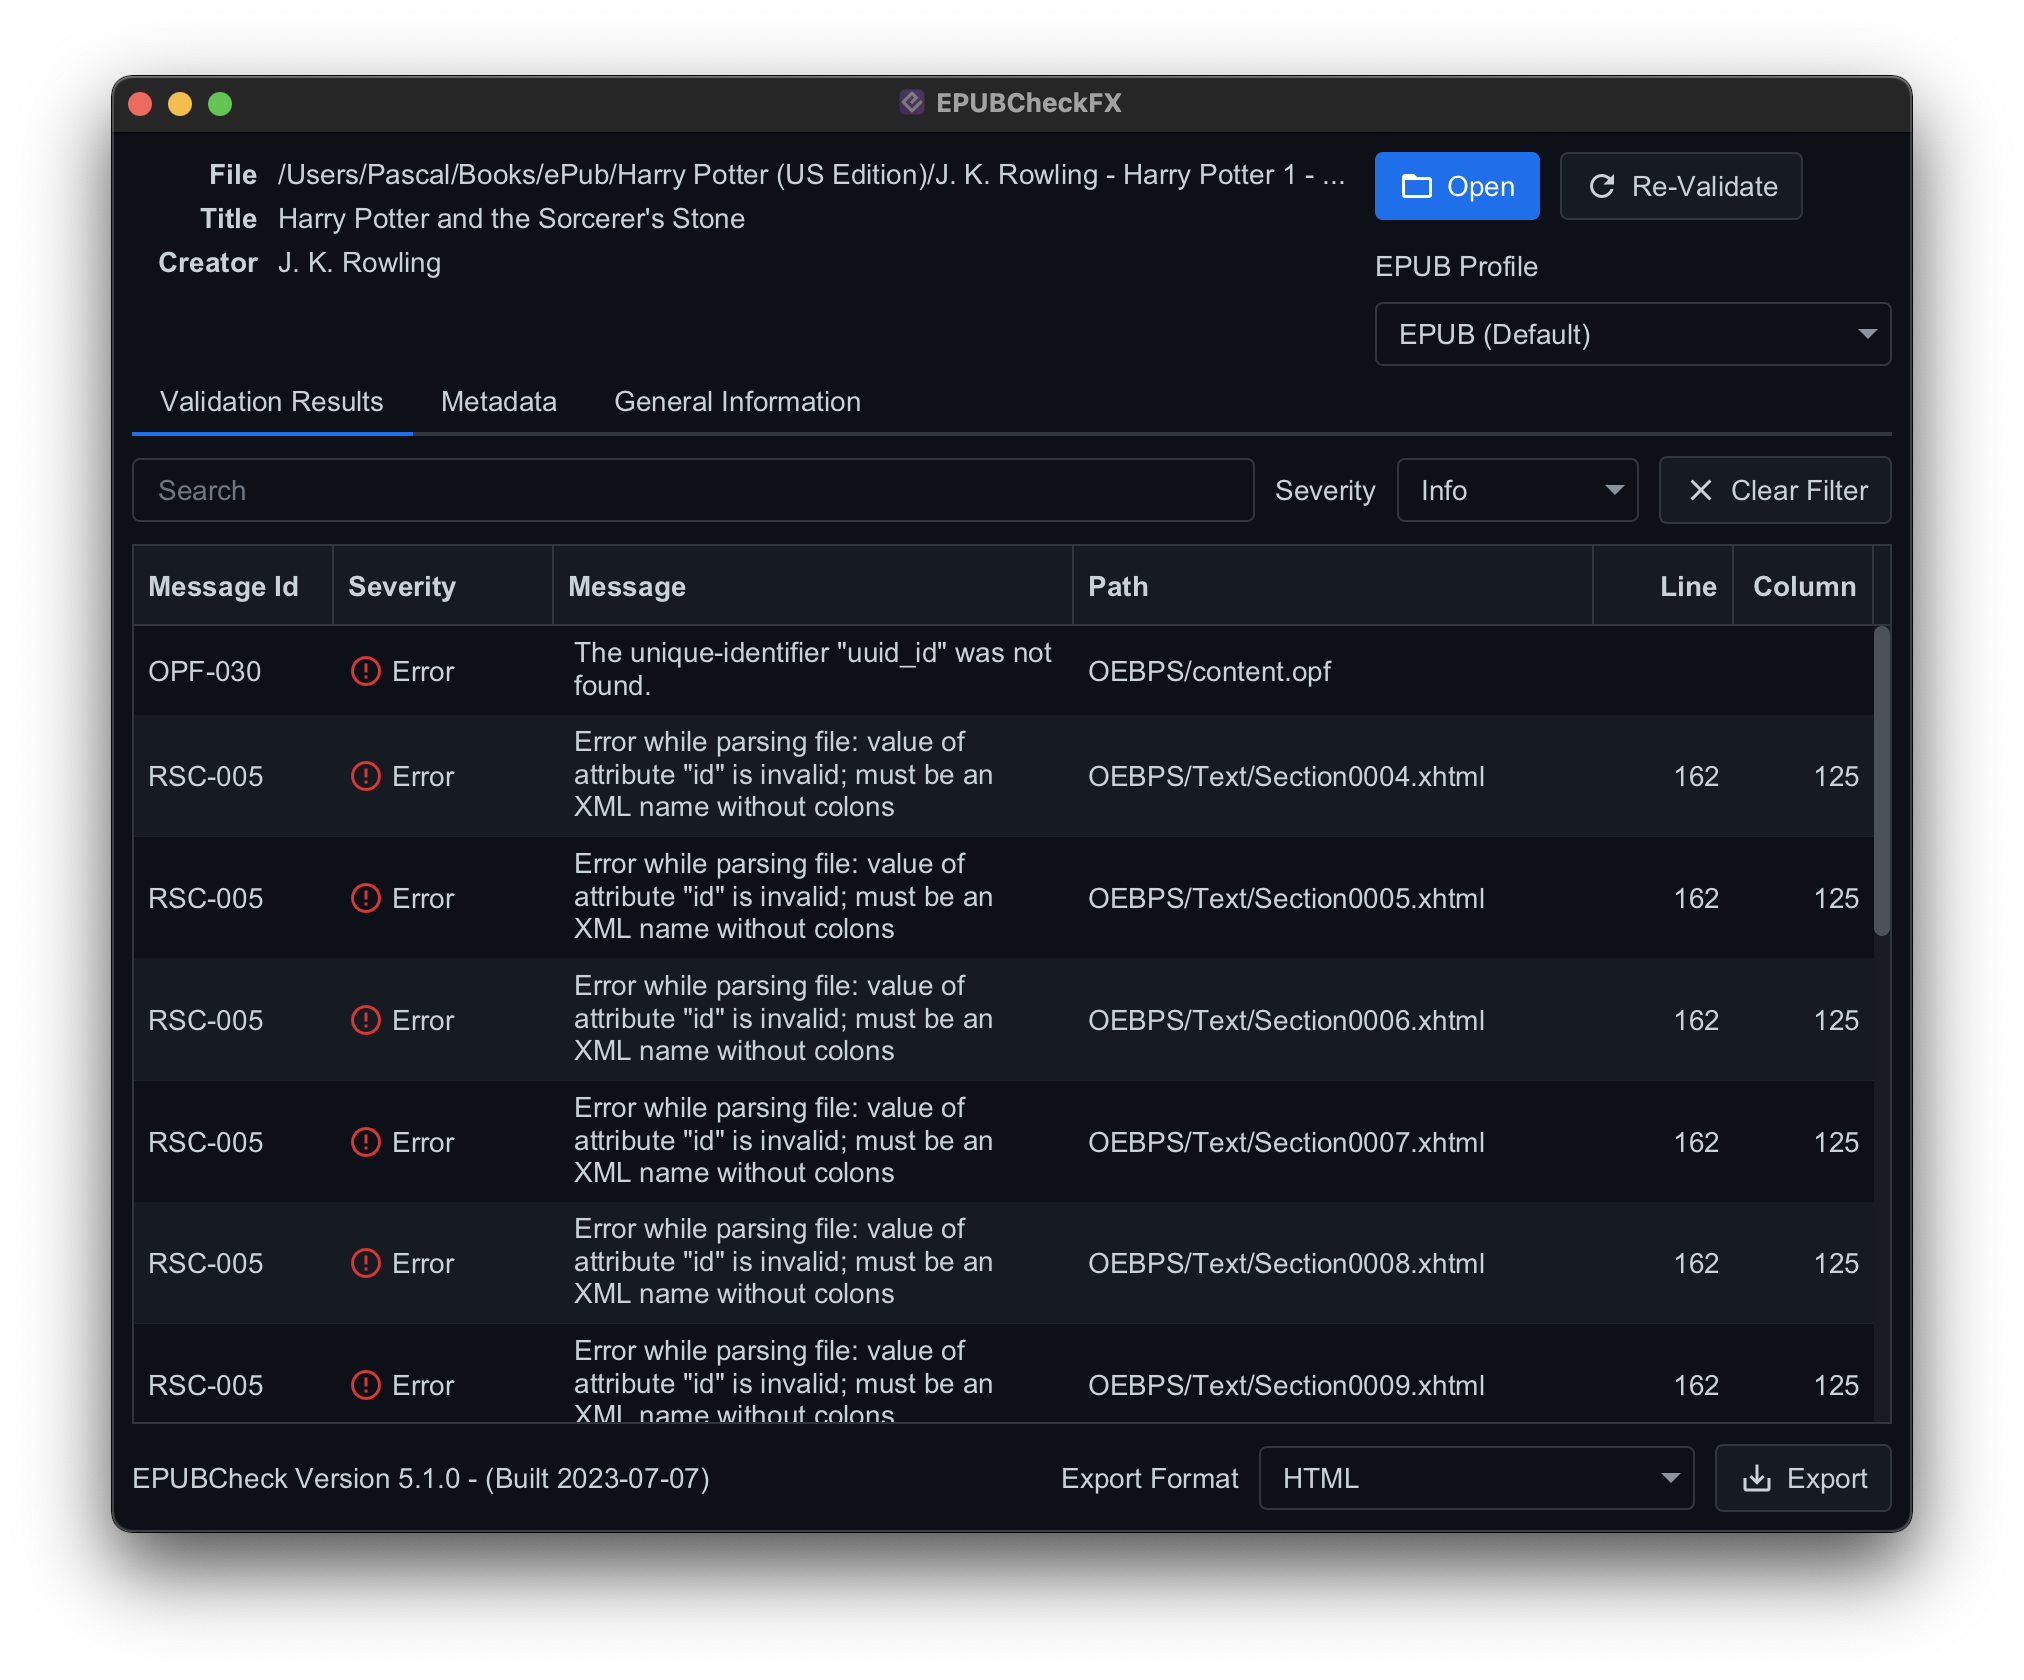 EPUBCheckFX
File /Users/Pascal/Books/ePub/Harry Potter (US Edition)/J. K. Rowling - Harry Potter 1 - ...
Title Harry Potter and the Sorcerer's Stone
Creator J. K. Rowling
Open Re-Validate
EPUB Profile
EPUB (Default)
Validation Results Metadata General Information
Search Severity Info Clear Filter
Message Id Severity Message Path Line Column
OPF-030 Error The unique-identifier "uuid_id" was not
found. OEBPS/content.opf
Error while parsing file: value of
RSC-005 Error attribute "id" is invalid; must be an OEBPS/Text/Section0004.xhtml 162 125
XML name without colons
Error while parsing file: value of
RSC-005 Error attribute "id" is invalid; must be an OEBPS/Text/Section0005.xhtml 162 125
XML name without colons
Error while parsing file: value of
RSC-005 Error attribute "id" is invalid; must be an OEBPS/Text/Section0006.xhtml 162 125
XML name without colons
Error while parsing file: value of
RSC-005 Error attribute "id" is invalid; must be an OEBPS/Text/Section0007.xhtml 162 125
XML name without colons
Error while parsing file: value of
RSC-005 Error attribute "id" is invalid; must be an OEBPS/Text/Section0008.xhtml 162 125
XML name without colons
Error while parsing file: value of
RSC-005 Error attribute "id" is invalid; must be an OEBPS/Text/Section0009.xhtml 162 125
XML name without colons
EPUBCheck Version 5.1.0 - (Built 2023-07-07) Export Format HTML Export